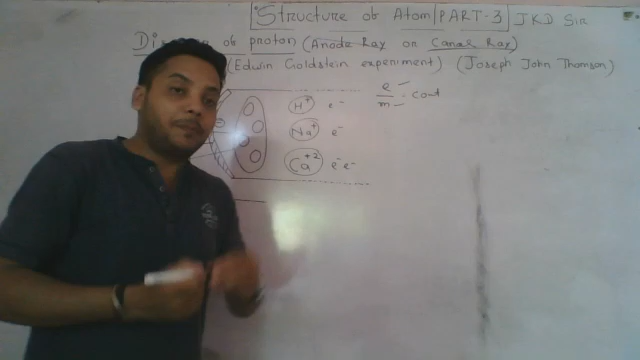 Structure of Atom PART-3 JKD Sir
of proton (Anode Ray or Canal Ray)
(Edwin Goldstein experiment) (Joseph John Thomson)
e/m = cont
H⁺ e⁻
Na⁺ e⁻
Ca⁺² e⁻e⁻